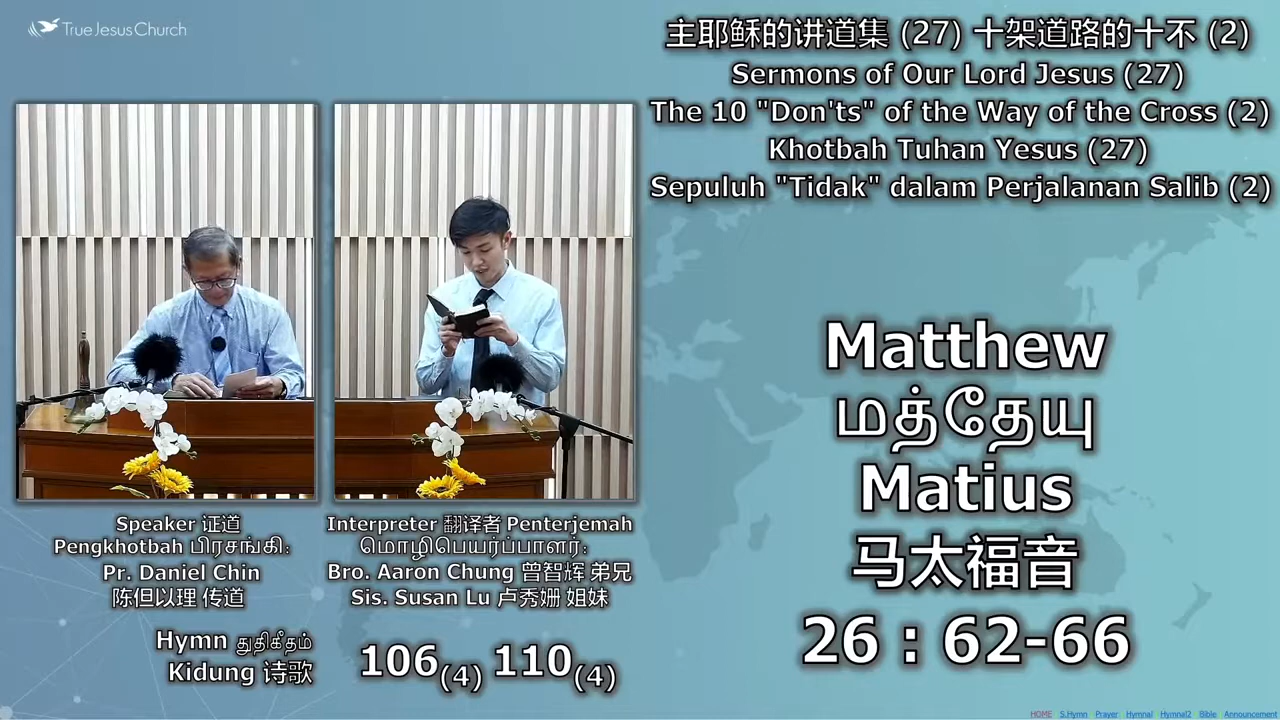 True Jesus Church
主耶稣的讲道集 (27) 十架道路的十不 (2)
Sermons of Our Lord Jesus (27)
The 10 "Don'ts" of the Way of the Cross (2)
Khotbah Tuhan Yesus (27)
Sepuluh "Tidak" dalam Perjalanan Salib (2)
Matthew
மத்தேயு
Matius
马太福音
26 : 62-66
Speaker 证道
Pengkhotbah பிரசங்கி:
Pr. Daniel Chin
陈但以理 传道
Interpreter 翻译者 Penterjemah
மொழிபெயர்ப்பாளர்:
Bro. Aaron Chung 曾智辉 弟兄
Sis. Susan Lu 卢秀姗 姐妹
Hymn துதிகீதம்
Kidung 诗歌
106(4) 110(4)
HOME S.Hymn Prayer Hymnal Hymnal2 Bible Announcement